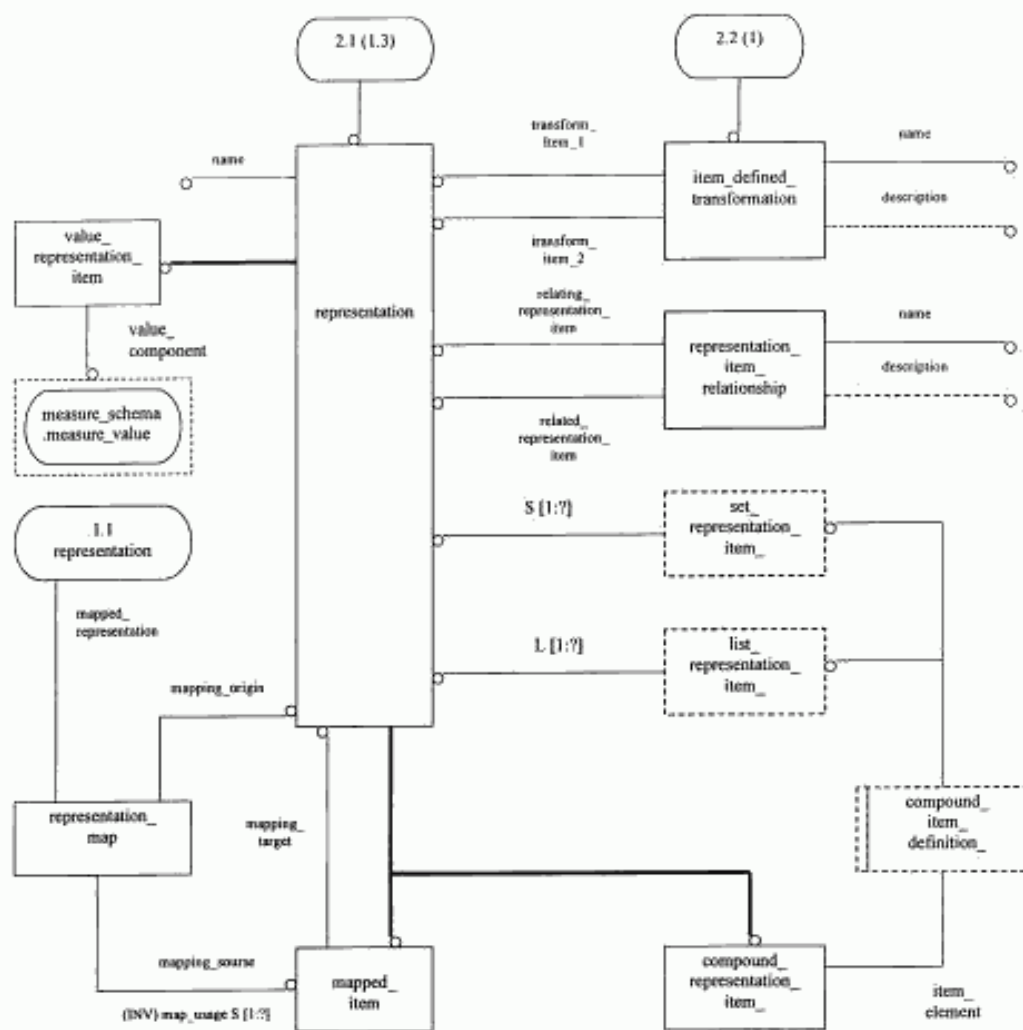 2.1 (1.3)
2.2 (1)
transform_
item_1
name
name
item_defined_
transformation
description
value_
representation_
item
transform_
item_2
relating_
representation_
item
representation
name
value_
component
representation_
item_
relationship
description
measure_schema
.measure_value
related_
representation_
item
S [1:?]
set_
representation_
item_
1.1
representation
mapped_
representation
L [1:?]
list_
representation_
item_
mapping_origin
representation_
map
mapping_
target
compound_
item_
definition_
mapping_sourse
mapped_
item
compound_
representation_
item_
item_
element
(INV) map_usage S [1:?]